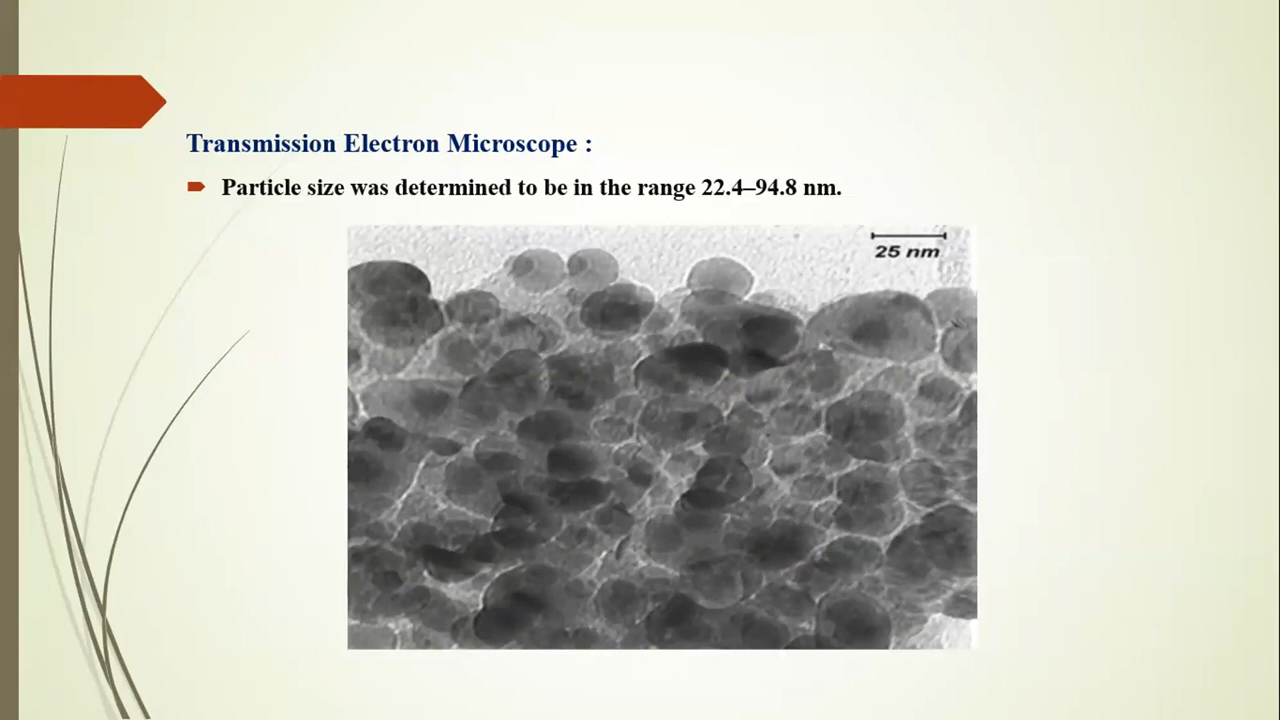 Transmission Electron Microscope :
Particle size was determined to be in the range 22.4–94.8 nm.
25 nm